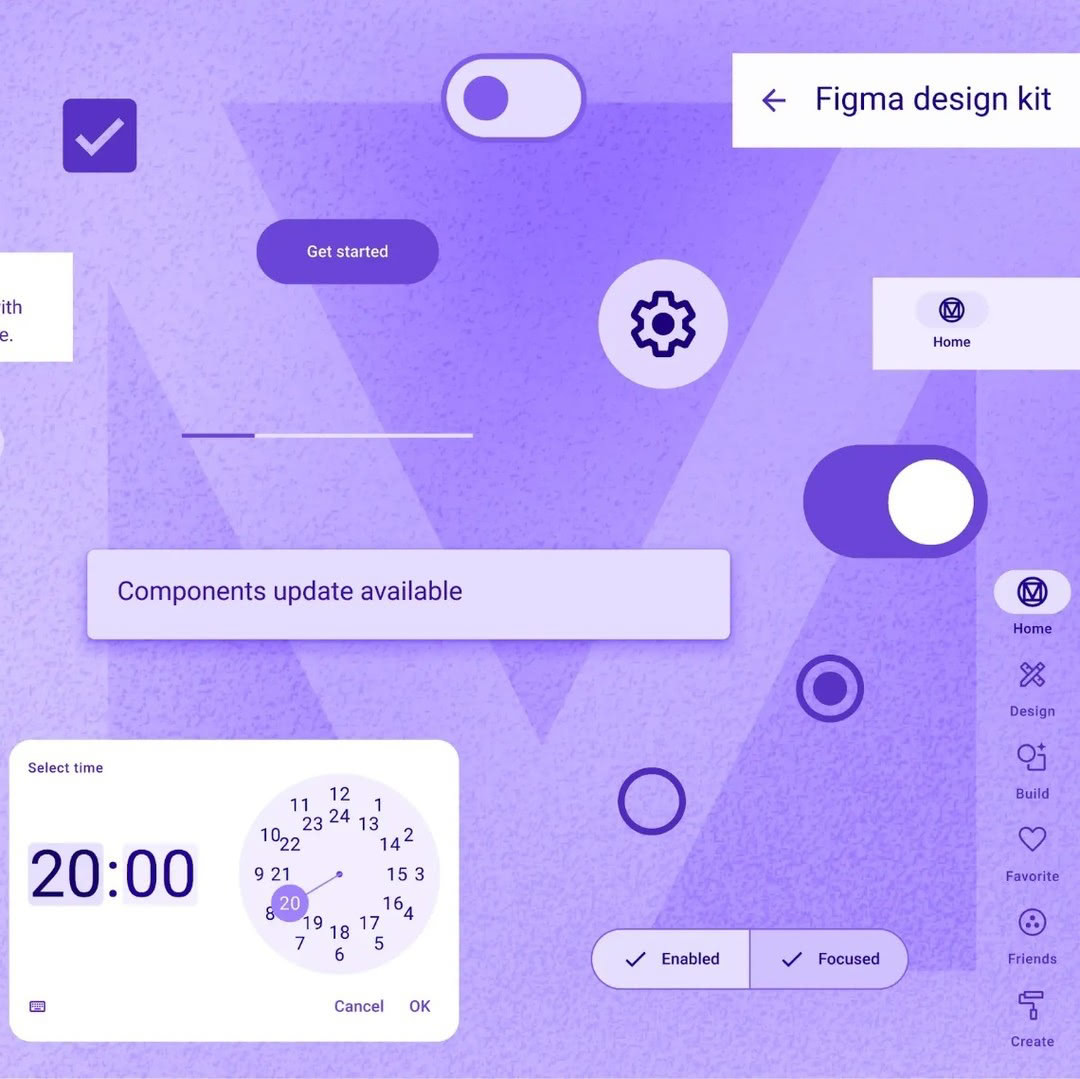 Figma design kit
Get started
ith
e.
Home
Components update available
Home
Design
Build
Favorite
Friends
Create
Select time
20:00
12
11
1
24
23
13
10
2
22
14
9
21
15
3
20
8
16
4
19
17
18
7
5
6
Cancel
OK
Enabled
Focused